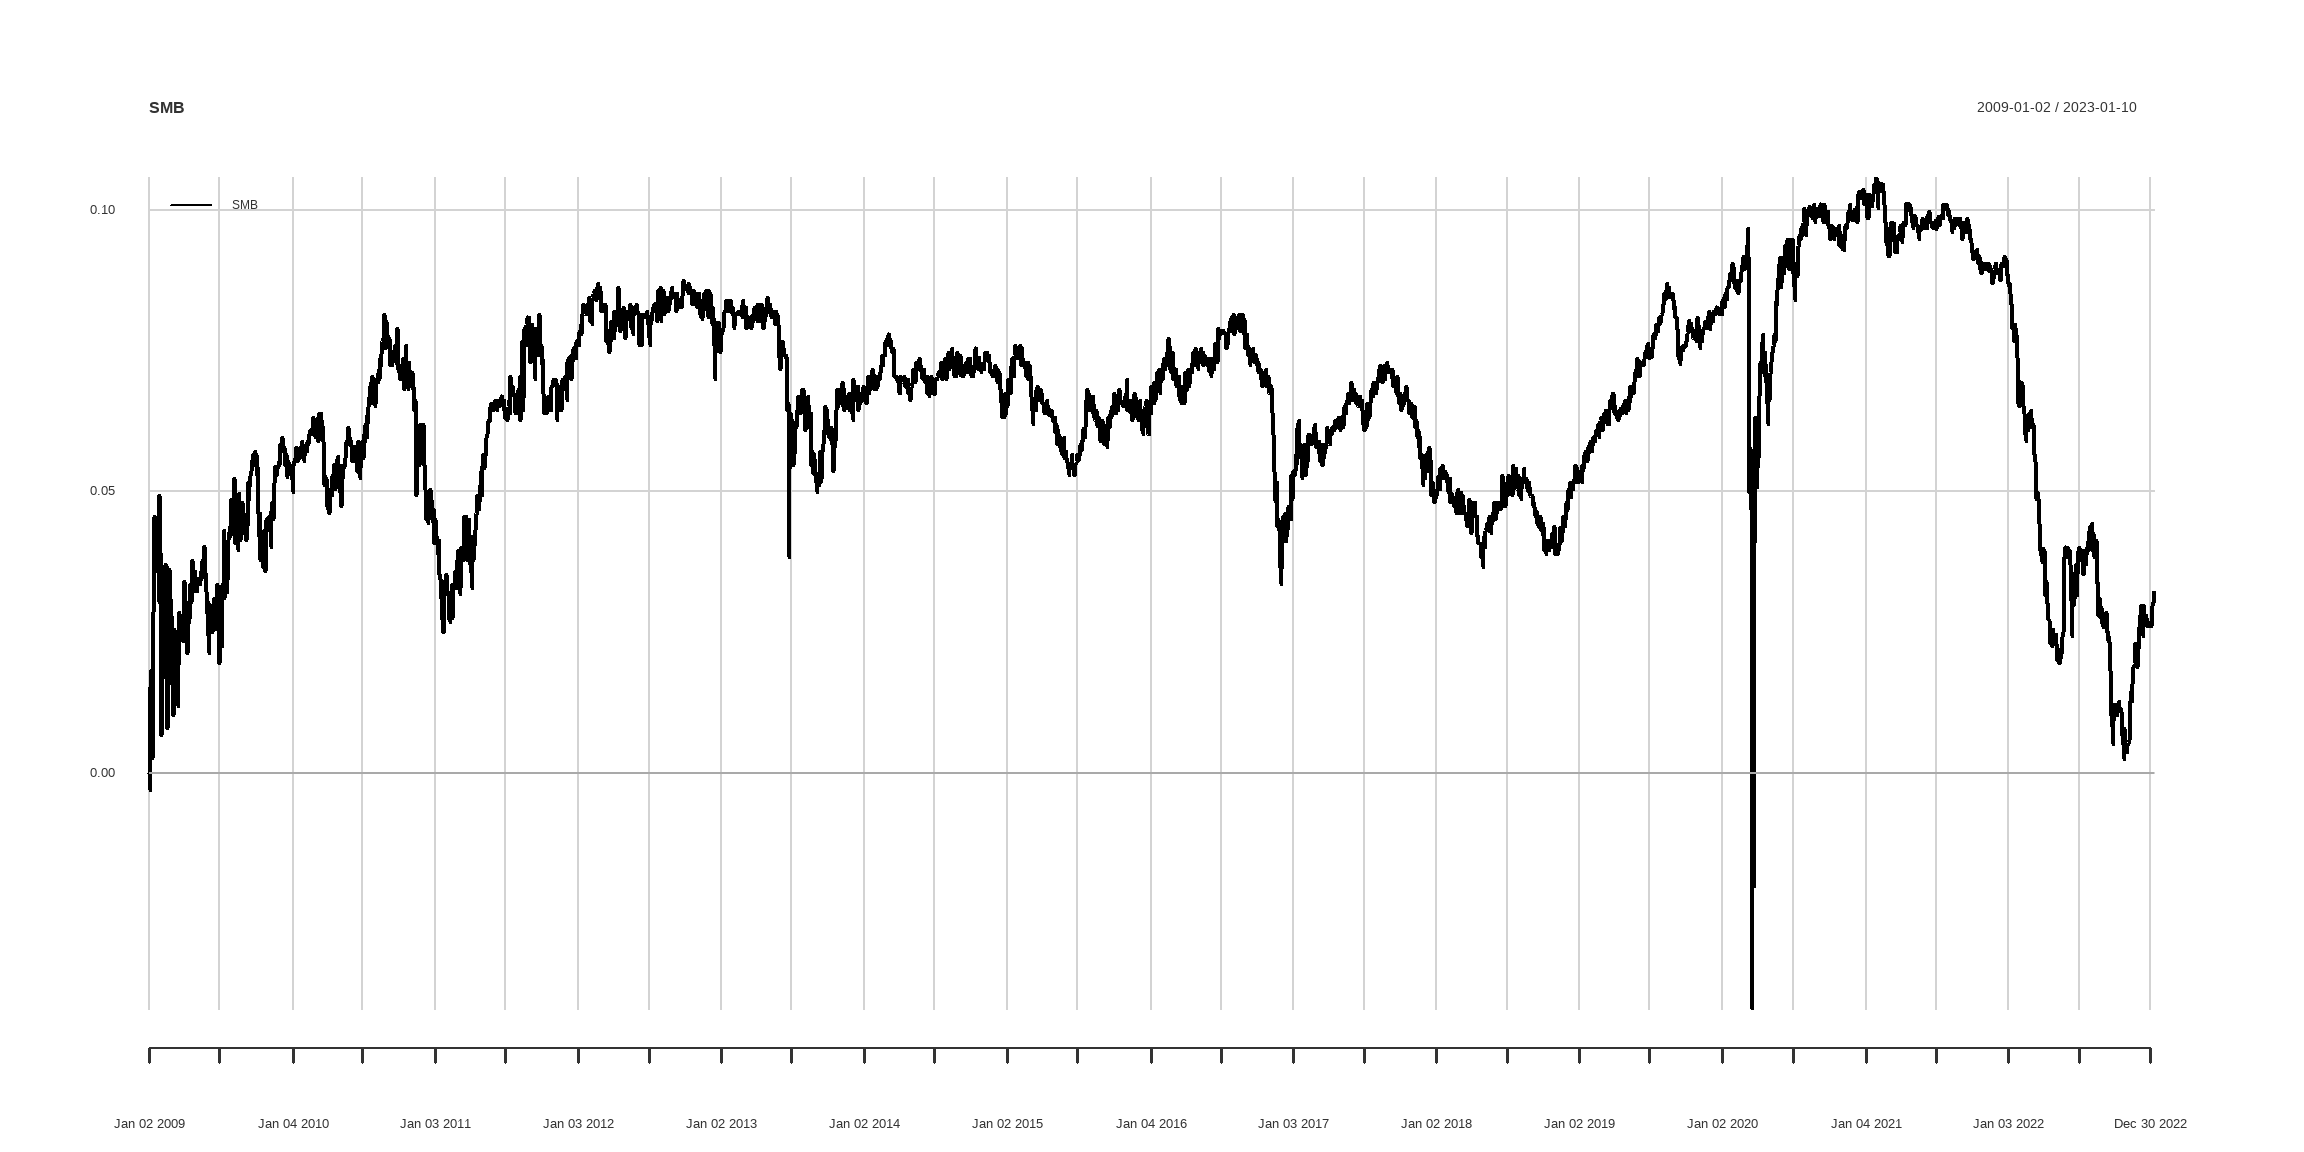 SMB
2009-01-02 / 2023-01-10
SMB
0.10
0.05
0.00
Jan 02 2009
Jan 04 2010
Jan 03 2011
Jan 03 2012
Jan 02 2013
Jan 02 2014
Jan 02 2015
Jan 04 2016
Jan 03 2017
Jan 02 2018
Jan 02 2019
Jan 02 2020
Jan 04 2021
Jan 03 2022
Dec 30 2022